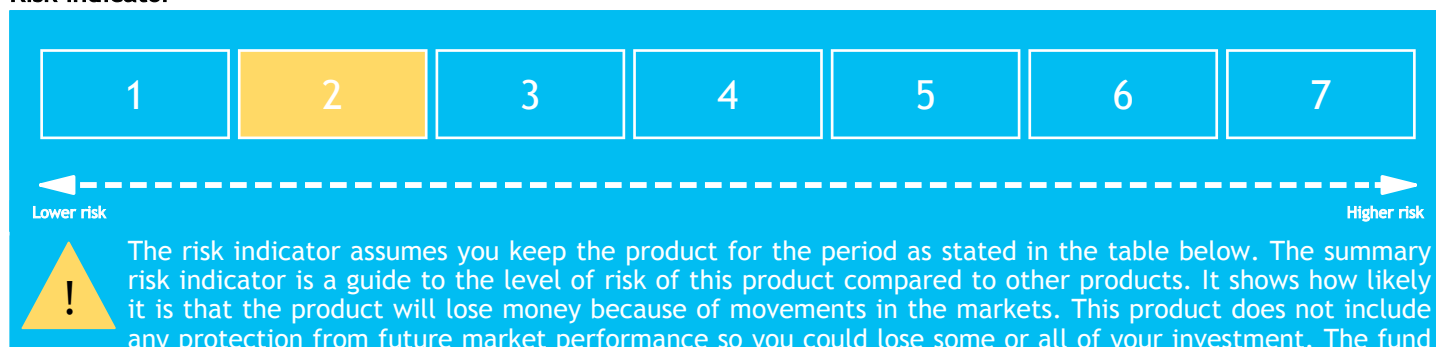 1 2 3 4 5 6 7
Lower risk Higher risk
The risk indicator assumes you keep the product for the period as stated in the table below. The summary
risk indicator is a guide to the level of risk of this product compared to other products. It shows how likely
! it is that the product will lose money because of movements in the markets. This product does not include
any protection from future market performance so you could lose some or all of your investment. The fund